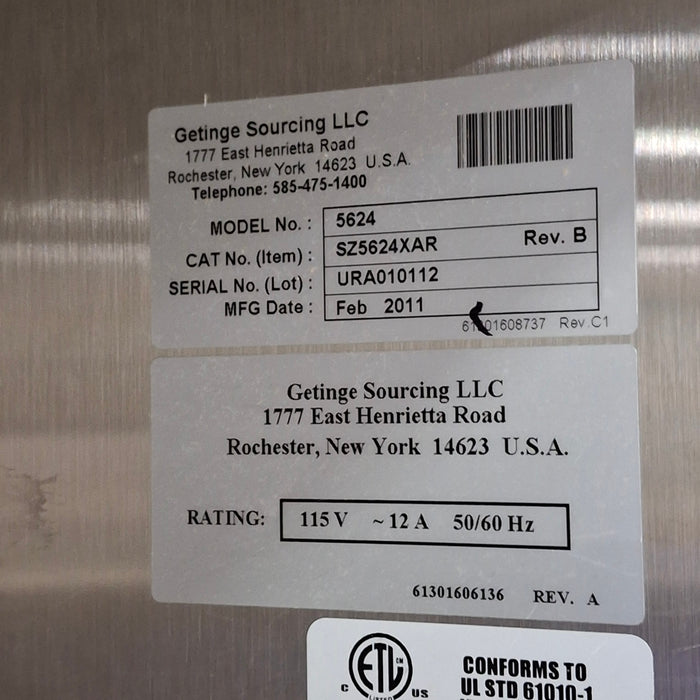 Getinge Sourcing LLC
1777 East Henrietta Road
Rochester, New York 14623 U.S.A.
Telephone: 585-475-1400
MODEL No. : 5624
CAT No. (Item) : SZ5624XAR Rev. B
SERIAL No. (Lot) : URA010112
MFG Date : Feb 2011
61301608737 Rev.C1
Getinge Sourcing LLC
1777 East Henrietta Road
Rochester, New York 14623 U.S.A.
RATING: 115 V ~ 12 A 50/60 Hz
61301606136 REV. A
ETL CM
C LISTED US
CONFORMS TO
UL STD 61010-1